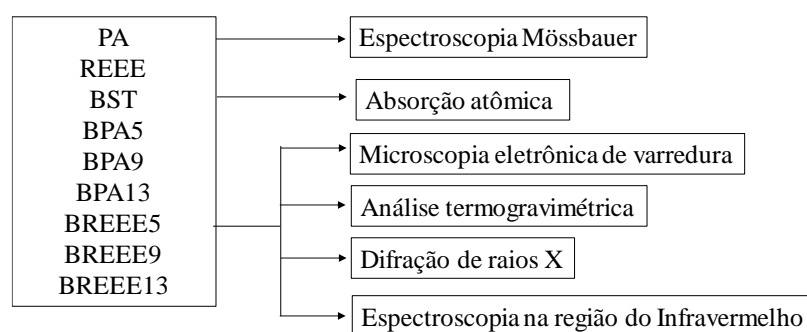 PA
REEE
BST
BPA5
BPA9
BPA13
BREEE5
BREEE9
BREEE13
Espectroscopia Mössbauer
Absorção atômica
Microscopia eletrônica de varredura
Análise termogravimétrica
Difração de raios X
Espectroscopia na região do Infravermelho